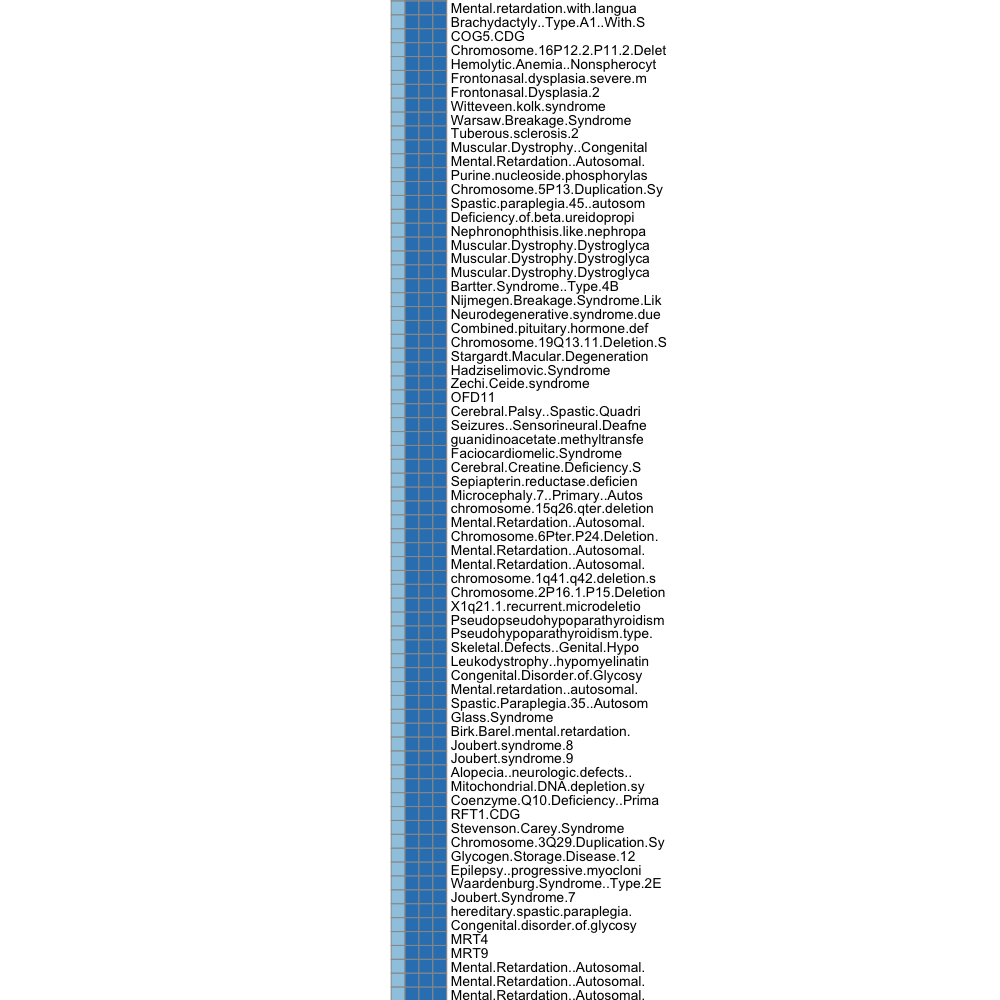 Mental.retardation.with.langua
Brachydactyly..Type.A1..With.S
COG5.CDG
Chromosome.16P12.2.P11.2.Delet
Hemolytic.Anemia..Nonspherocyt
Frontonasal.dysplasia.severe.m
Frontonasal.Dysplasia.2
Witteveen.kolk.syndrome
Warsaw.Breakage.Syndrome
Tuberous.sclerosis.2
Muscular.Dystrophy..Congenital
Mental.Retardation..Autosomal.
Purine.nucleoside.phosphorylas
Chromosome.5P13.Duplication.Sy
Spastic.paraplegia.45..autosom
Deficiency.of.beta.ureidopropi
Nephronophthisis.like.nephropa
Muscular.Dystrophy.Dystroglyca
Muscular.Dystrophy.Dystroglyca
Muscular.Dystrophy.Dystroglyca
Bartter.Syndrome..Type.4B
Nijmegen.Breakage.Syndrome.Lik
Neurodegenerative.syndrome.due
Combined.pituitary.hormone.def
Chromosome.19Q13.11.Deletion.S
Stargardt.Macular.Degeneration
Hadziselimovic.Syndrome
Zechi.Ceide.syndrome
OFD11
Cerebral.Palsy..Spastic.Quadri
Seizures..Sensorineural.Deafne
guanidinoacetate.methyltransfe
Faciocardiomelic.Syndrome
Cerebral.Creatine.Deficiency.S
Sepiapterin.reductase.deficien
Microcephaly.7..Primary..Autos
chromosome.15q26.qter.deletion
Mental.Retardation..Autosomal.
Chromosome.6Pter.P24.Deletion.
Mental.Retardation..Autosomal.
Mental.Retardation..Autosomal.
chromosome.1q41.q42.deletion.s
Chromosome.2P16.1.P15.Deletion
X1q21.1.recurrent.microdeletio
Pseudopseudohypoparathyroidism
Pseudohypoparathyroidism.type.
Skeletal.Defects..Genital.Hypo
Leukodystrophy..hypomyelinatin
Congenital.Disorder.of.Glycosy
Mental.retardation..autosomal.
Spastic.Paraplegia.35..Autosom
Glass.Syndrome
Birk.Barel.mental.retardation.
Joubert.syndrome.8
Joubert.syndrome.9
Alopecia..neurologic.defects..
Mitochondrial.DNA.depletion.sy
Coenzyme.Q10.Deficiency..Prima
RFT1.CDG
Stevenson.Carey.Syndrome
Chromosome.3Q29.Duplication.Sy
Glycogen.Storage.Disease.12
Epilepsy..progressive.myocloni
Waardenburg.Syndrome..Type.2E
Joubert.Syndrome.7
hereditary.spastic.paraplegia.
Congenital.disorder.of.glycosy
MRT4
MRT9
Mental.Retardation..Autosomal.
Mental.Retardation..Autosomal.
Mental.Retardation..Autosomal.